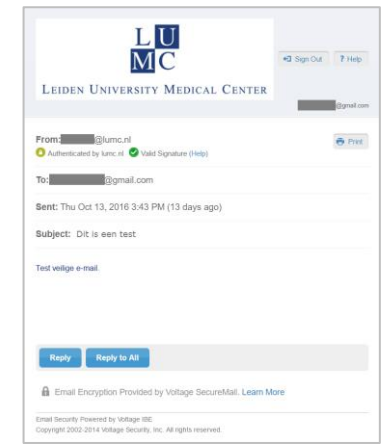 L U
M C
LEIDEN UNIVERSITY MEDICAL CENTER
Sign Out ? Help
@gmail.com
From: @lumc.nl
Print
Authenticated by lumc.nl Valid Signature (Help)
To: @gmail.com
Sent: Thu Oct 13, 2016 3:43 PM (13 days ago)
Subject: Dit is een test
Test veilige e-mail.
Reply Reply to All
Email Encryption Provided by Voltage SecureMail. Learn More
Email Security Powered by Voltage IBE
Copyright 2002-2014 Voltage Security, Inc. All rights reserved.